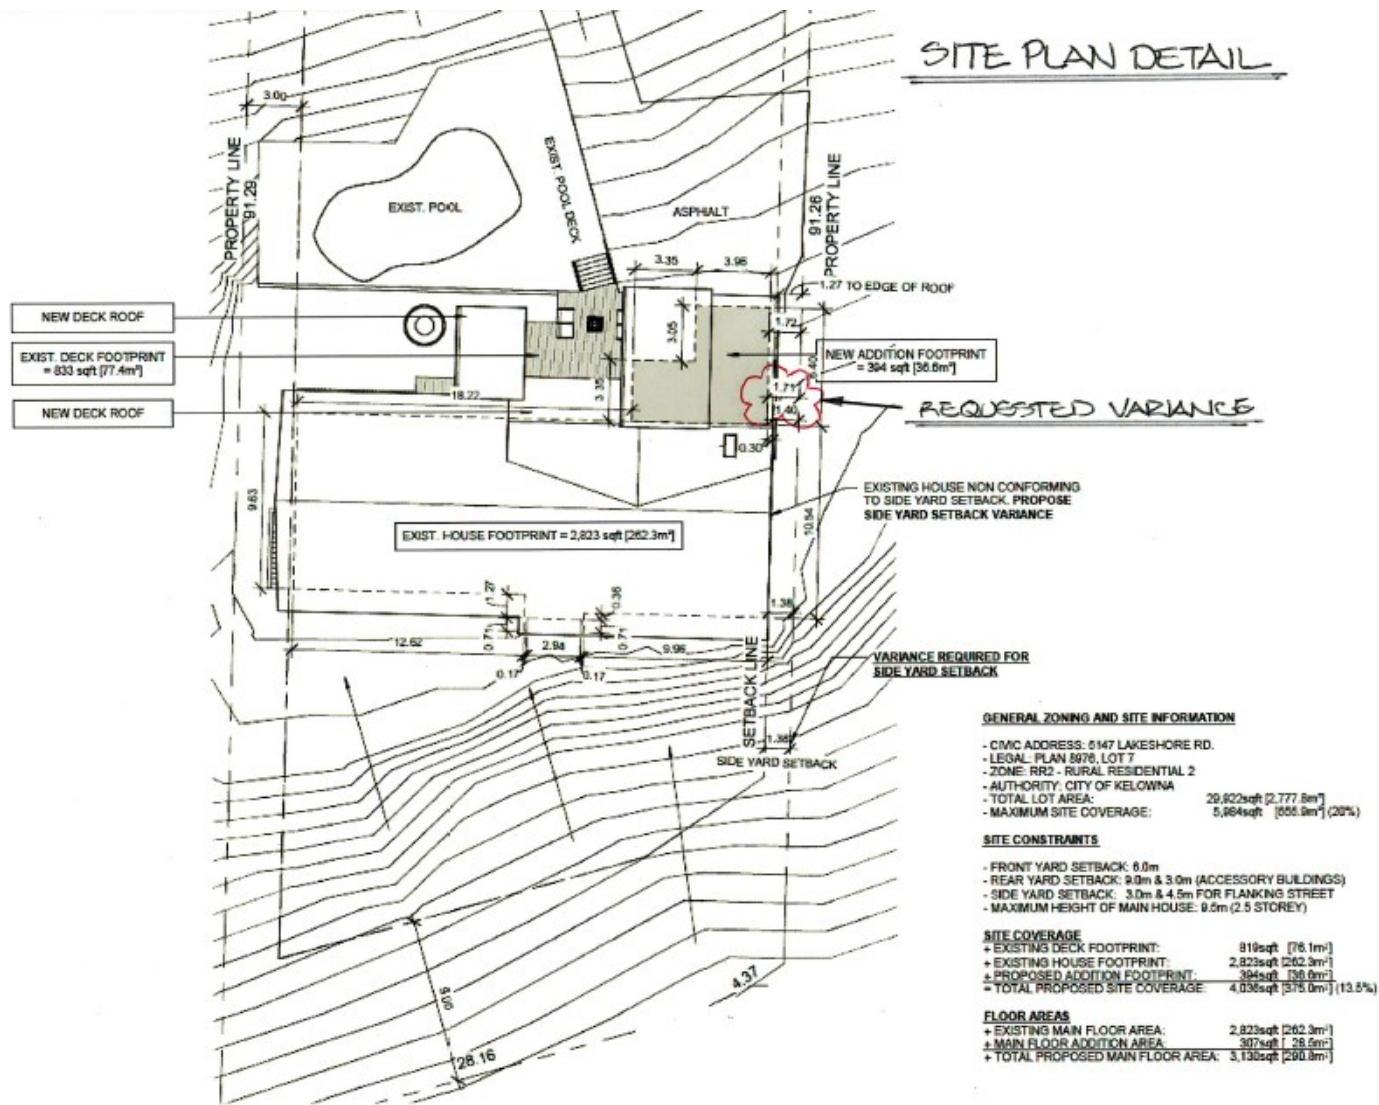 SITE PLAN DETAIL
3.00
PROPERTY LINE
91.29
EXIST. POOL
EXIST. POOL DECK
ASPHALT
91.26
PROPERTY LINE
3.35
3.96
1.27 TO EDGE OF ROOF
NEW DECK ROOF
1.72
3.05
EXIST. DECK FOOTPRINT
= 833 sqft [77.4m²]
NEW ADDITION FOOTPRINT
= 394 sqft [36.6m²]
1.71
18.22
3.35
NEW DECK ROOF
1.40
REQUESTED VARIANCE
0.30
9.63
EXISTING HOUSE NON CONFORMING
TO SIDE YARD SETBACK. PROPOSE
SIDE YARD SETBACK VARIANCE
10.54
EXIST. HOUSE FOOTPRINT = 2,823 sqft [262.3m²]
1.27
0.36
1.38
0.71
0.71
12.62
2.94
9.96
0.17
0.17
SETBACK LINE
VARIANCE REQUIRED FOR
SIDE YARD SETBACK
1.38
SIDE YARD SETBACK
GENERAL ZONING AND SITE INFORMATION
- CIVIC ADDRESS: 5147 LAKESHORE RD.
- LEGAL: PLAN 8976, LOT 7
- ZONE: RR2 - RURAL RESIDENTIAL 2
- AUTHORITY: CITY OF KELOWNA
- TOTAL LOT AREA: 29,922sqft [2,777.8m²]
- MAXIMUM SITE COVERAGE: 5,984sqft [555.9m²] (20%)
SITE CONSTRAINTS
- FRONT YARD SETBACK: 6.0m
- REAR YARD SETBACK: 9.0m & 3.0m (ACCESSORY BUILDINGS)
- SIDE YARD SETBACK: 3.0m & 4.5m FOR FLANKING STREET
- MAXIMUM HEIGHT OF MAIN HOUSE: 9.5m (2.5 STOREY)
SITE COVERAGE
+ EXISTING DECK FOOTPRINT: 819sqft [76.1m²]
+ EXISTING HOUSE FOOTPRINT: 2,823sqft [262.3m²]
+ PROPOSED ADDITION FOOTPRINT: 394sqft [36.6m²]
= TOTAL PROPOSED SITE COVERAGE: 4,036sqft [375.0m²] (13.5%)
FLOOR AREAS
+ EXISTING MAIN FLOOR AREA: 2,823sqft [262.3m²]
+ MAIN FLOOR ADDITION AREA: 307sqft [ 28.5m²]
+ TOTAL PROPOSED MAIN FLOOR AREA: 3,130sqft [290.8m²]
9.00
4.37
28.16